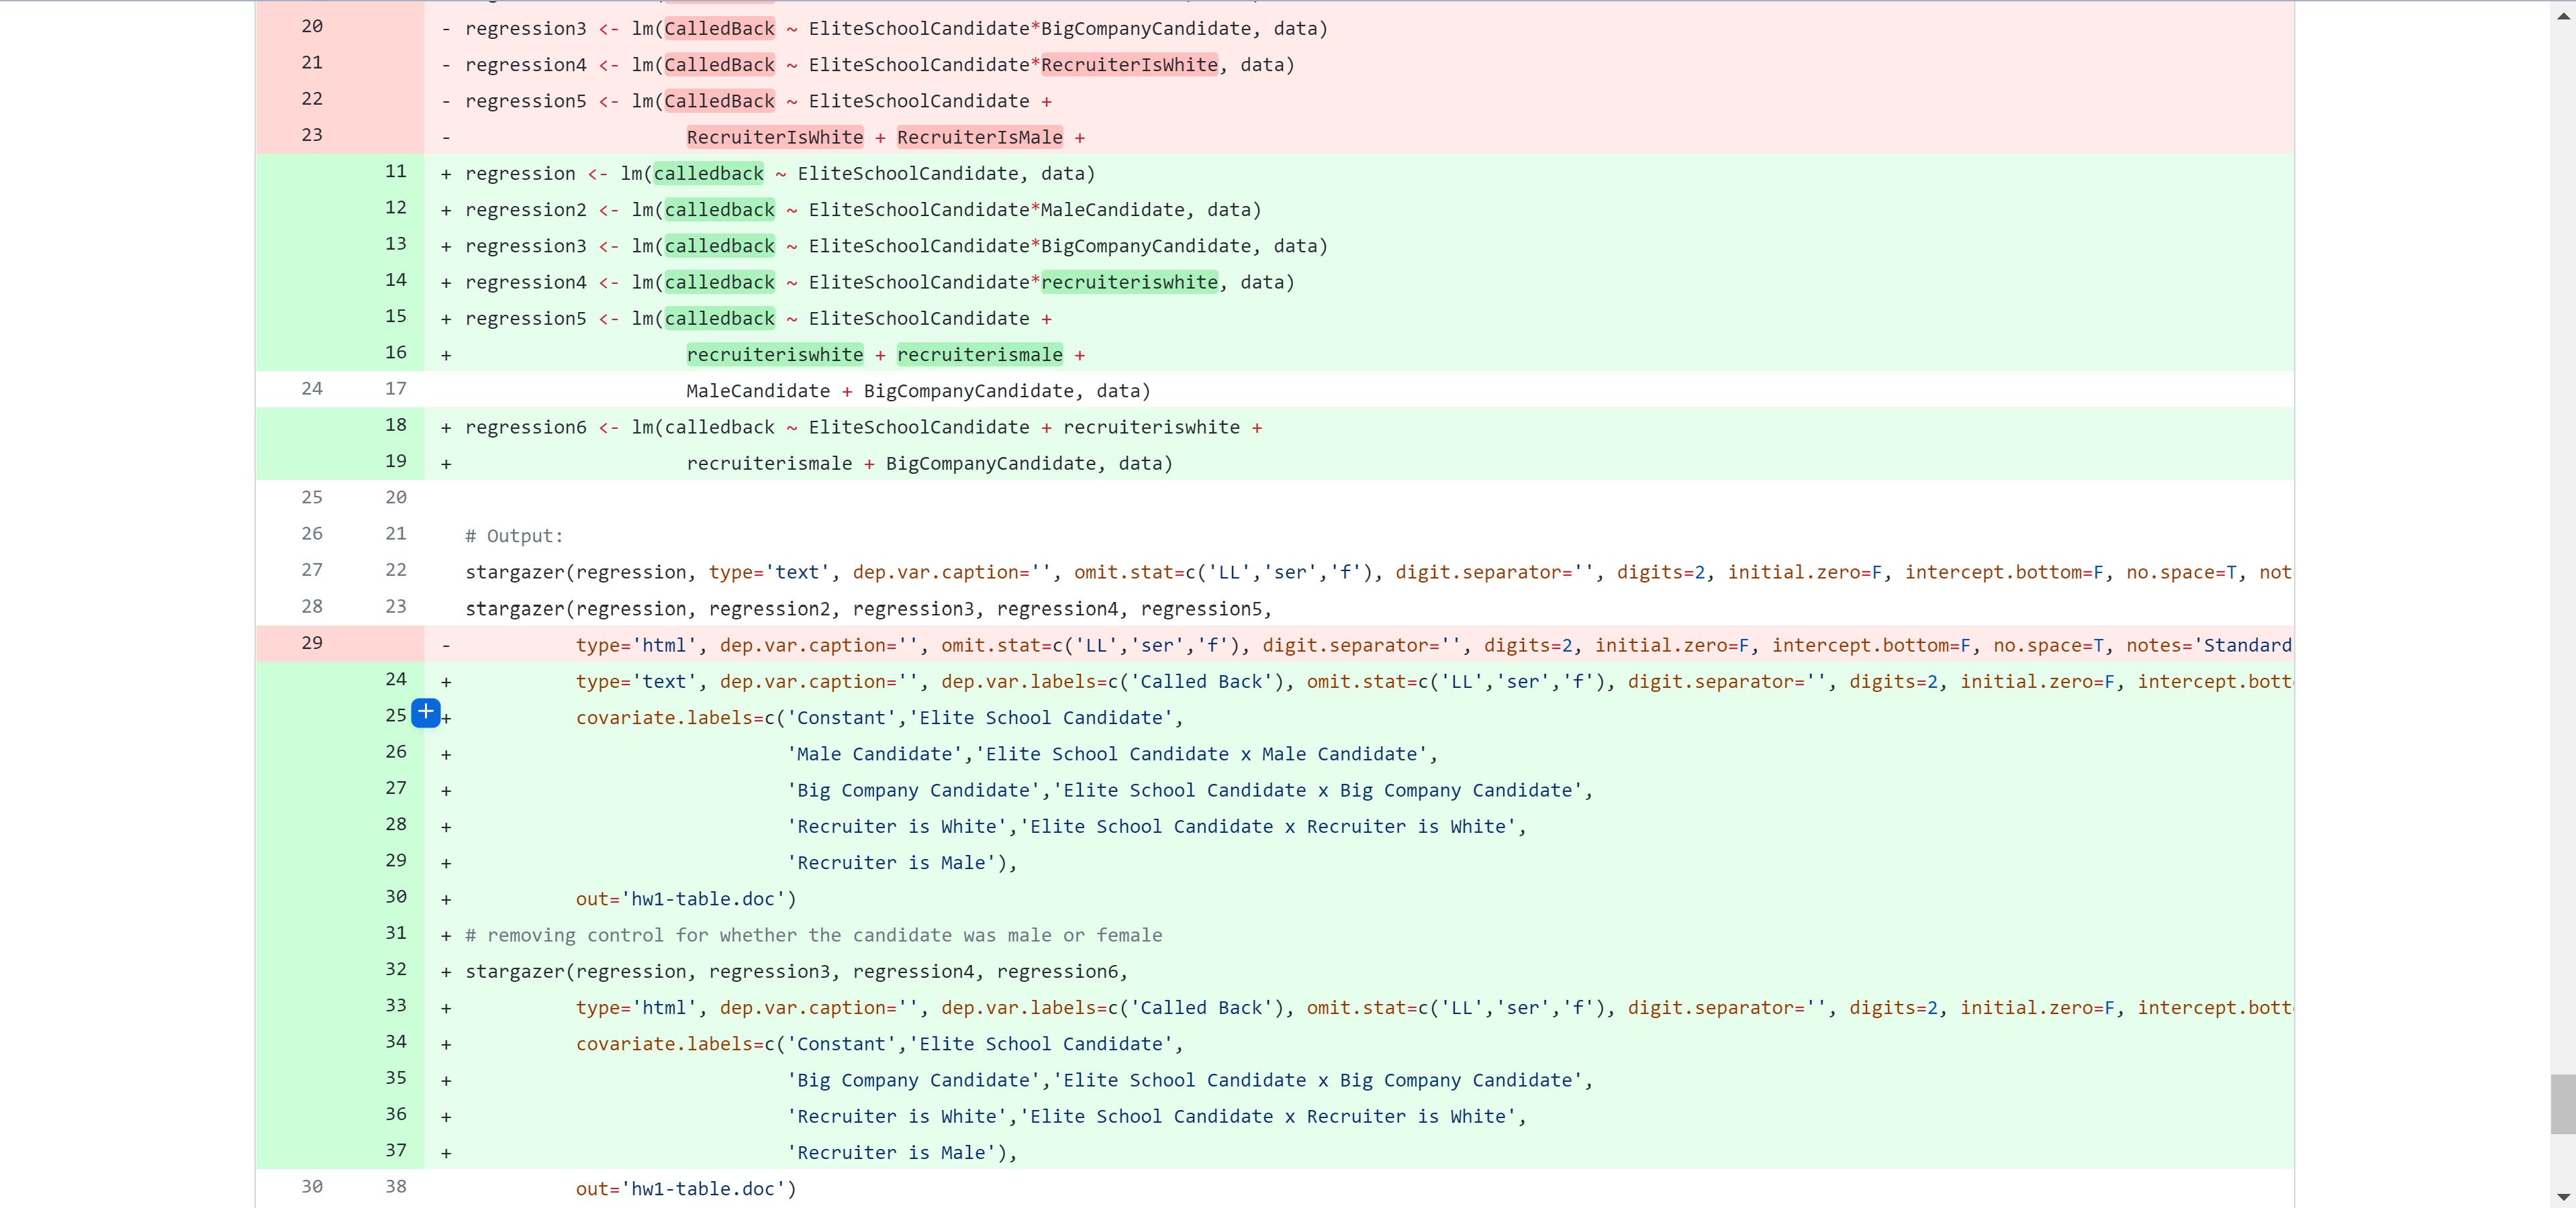 20 - regression3 <- lm(CalledBack ~ EliteSchoolCandidate*BigCompanyCandidate, data)
21 - regression4 <- lm(CalledBack ~ EliteSchoolCandidate*RecruiterIsWhite, data)
22 - regression5 <- lm(CalledBack ~ EliteSchoolCandidate +
23 - RecruiterIsWhite + RecruiterIsMale +
11 + regression <- lm(calledback ~ EliteSchoolCandidate, data)
12 + regression2 <- lm(calledback ~ EliteSchoolCandidate*MaleCandidate, data)
13 + regression3 <- lm(calledback ~ EliteSchoolCandidate*BigCompanyCandidate, data)
14 + regression4 <- lm(calledback ~ EliteSchoolCandidate*recruiteriswhite, data)
15 + regression5 <- lm(calledback ~ EliteSchoolCandidate +
16 + recruiteriswhite + recruiterismale +
24 17 MaleCandidate + BigCompanyCandidate, data)
18 + regression6 <- lm(calledback ~ EliteSchoolCandidate + recruiteriswhite +
19 + recruiterismale + BigCompanyCandidate, data)
25 20
26 21 # Output:
27 22 stargazer(regression, type='text', dep.var.caption='', omit.stat=c('LL','ser','f'), digit.separator='', digits=2, initial.zero=F, intercept.bottom=F, no.space=T, not
28 23 stargazer(regression, regression2, regression3, regression4, regression5,
29 - type='html', dep.var.caption='', omit.stat=c('LL','ser','f'), digit.separator='', digits=2, initial.zero=F, intercept.bottom=F, no.space=T, notes='Standard
24 + type='text', dep.var.caption='', dep.var.labels=c('Called Back'), omit.stat=c('LL','ser','f'), digit.separator='', digits=2, initial.zero=F, intercept.bott
25 + covariate.labels=c('Constant','Elite School Candidate',
26 + 'Male Candidate','Elite School Candidate x Male Candidate',
27 + 'Big Company Candidate','Elite School Candidate x Big Company Candidate',
28 + 'Recruiter is White','Elite School Candidate x Recruiter is White',
29 + 'Recruiter is Male'),
30 + out='hw1-table.doc')
31 + # removing control for whether the candidate was male or female
32 + stargazer(regression, regression3, regression4, regression6,
33 + type='html', dep.var.caption='', dep.var.labels=c('Called Back'), omit.stat=c('LL','ser','f'), digit.separator='', digits=2, initial.zero=F, intercept.bott
34 + covariate.labels=c('Constant','Elite School Candidate',
35 + 'Big Company Candidate','Elite School Candidate x Big Company Candidate',
36 + 'Recruiter is White','Elite School Candidate x Recruiter is White',
37 + 'Recruiter is Male'),
30 38 out='hw1-table.doc')